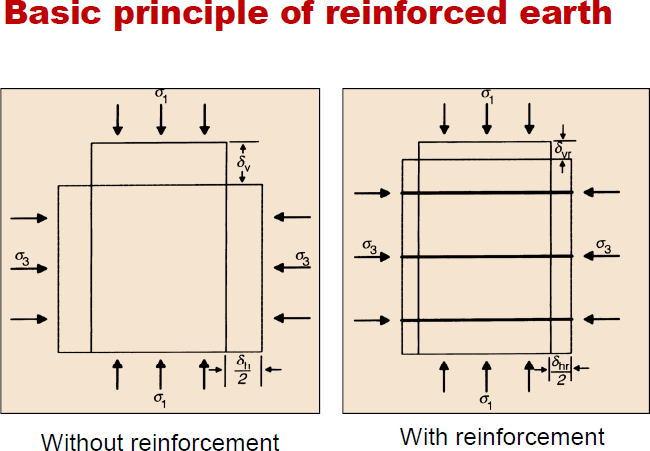 Basic principle of reinforced earth
σ1
δv
σ3
σ3
δh
2
σ1
Without reinforcement
σ1
δvr
σ3
σ3
δhr
2
σ1
With reinforcement